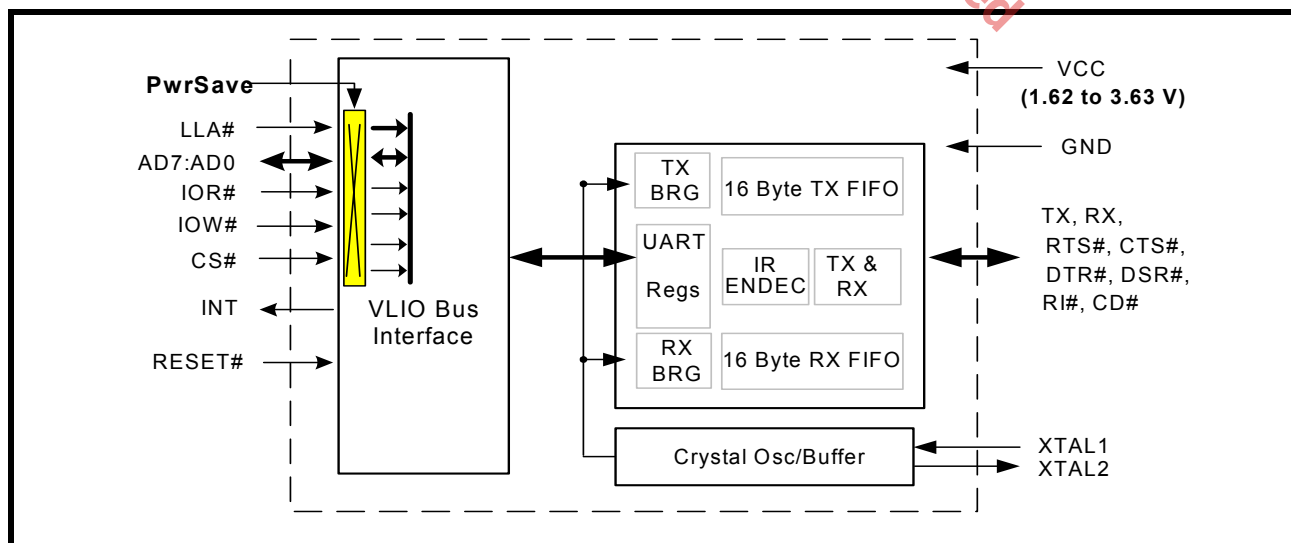 PwrSave
LLA#
AD7:AD0
IOR#
IOW#
CS#
INT
RESET#
VLIO Bus
Interface
TX
BRG
16 Byte TX FIFO
UART
Regs
IR
ENDEC
TX &
RX
RX
BRG
16 Byte RX FIFO
Crystal Osc/Buffer
VCC
(1.62 to 3.63 V)
GND
TX, RX,
RTS#, CTS#,
DTR#, DSR#,
RI#, CD#
XTAL1
XTAL2